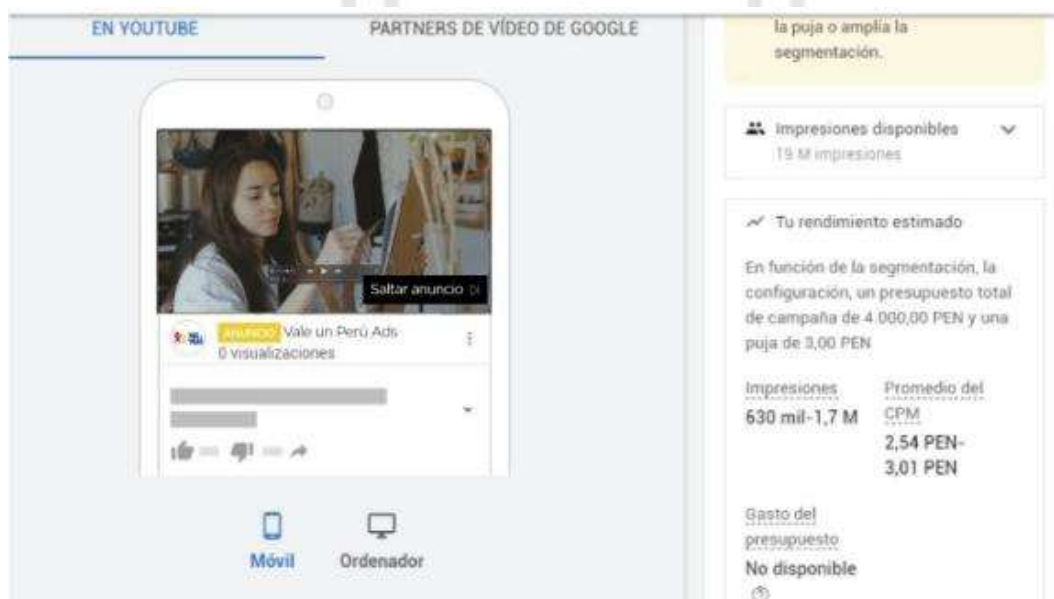 EN YOUTUBE
PARTNERS DE VÍDEO DE GOOGLE
Saltar anuncio
ANUNCIO Vale un Perú Ads
0 visualizaciones
Móvil
Ordenador
la puja o amplía la
segmentación.
Impresiones disponibles
19 M impresiones
Tu rendimiento estimado
En función de la segmentación, la
configuración, un presupuesto total
de campaña de 4.000,00 PEN y una
puja de 3,00 PEN
Impresiones
630 mil-1,7 M
Promedio del
CPM
2,54 PEN-
3,01 PEN
Gasto del
presupuesto
No disponible